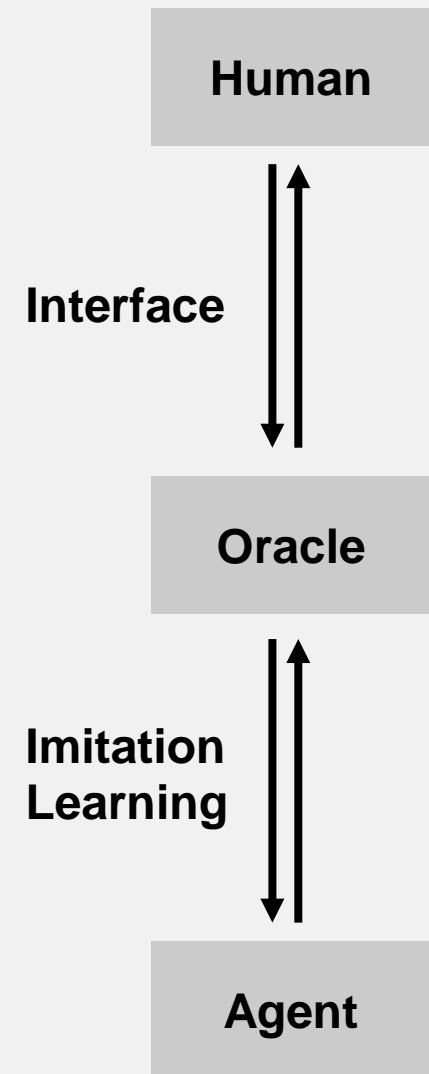 Human
Interface
Oracle
Imitation
Learning
Agent